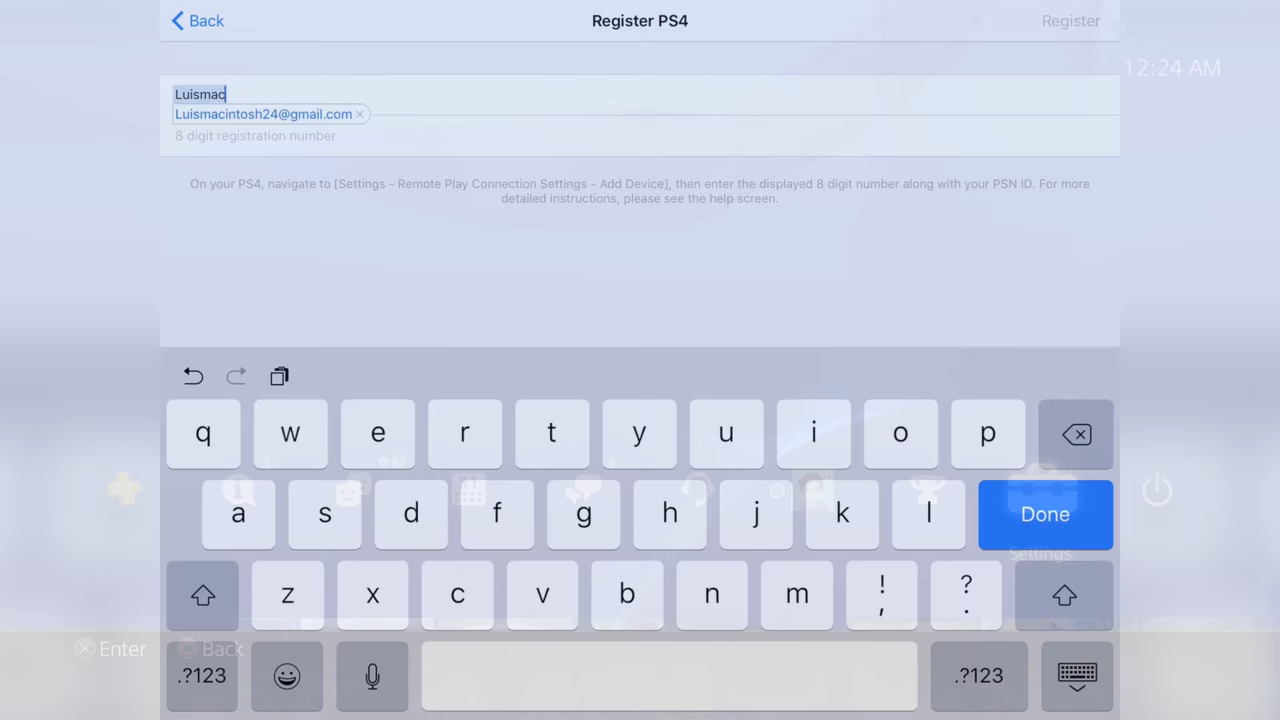 Back
Register PS4
Register
12:24 AM
Luismac
Luismacintosh24@gmail.com ×
8 digit registration number
On your PS4, navigate to [Settings - Remote Play Connection Settings - Add Device], then enter the displayed 8 digit number along with your PSN ID. For more
detailed instructions, please see the help screen.
q w e r t y u i o p
a s d f g h j k l Done
Settings
z x c v b n m ! , ? .
Enter Back
.?123 .?123